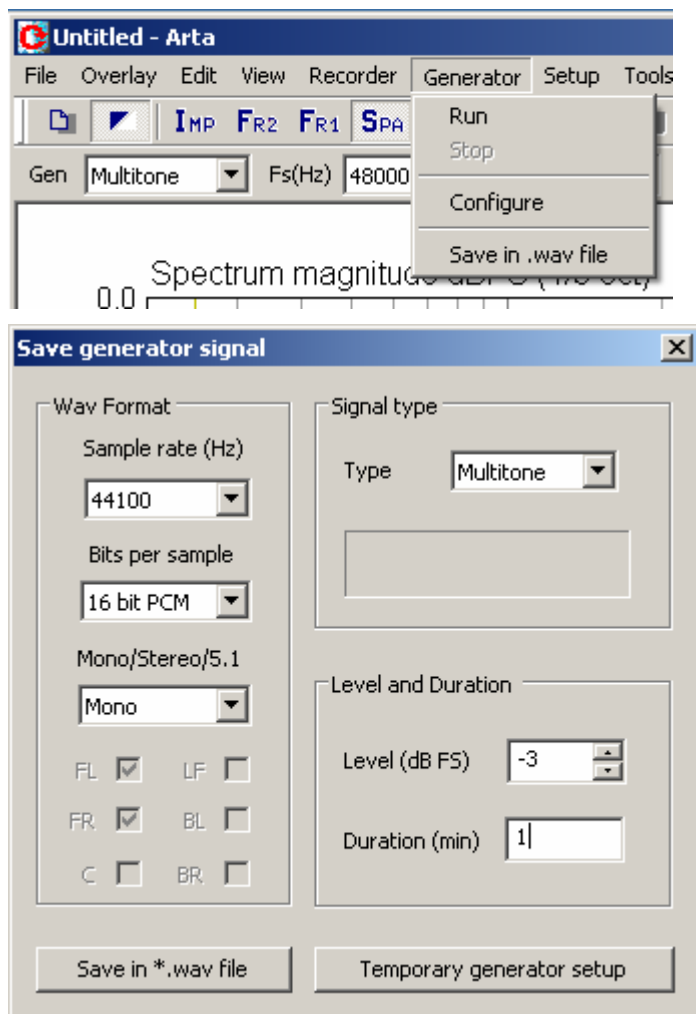 Untitled - Arta
File Overlay Edit View Recorder Generator Setup Tools
IMP FR2 FR1 SPA
Run
Stop
Configure
Save in .wav file
Gen Multitone Fs(Hz) 48000
Spectrum magnitude dBFS (1/3 oct)
0.0
Save generator signal
Wav Format
Sample rate (Hz)
44100
Bits per sample
16 bit PCM
Mono/Stereo/5.1
Mono
FL LF
FR BL
C BR
Signal type
Type Multitone
Level and Duration
Level (dB FS) -3
Duration (min) 1
Save in *.wav file
Temporary generator setup